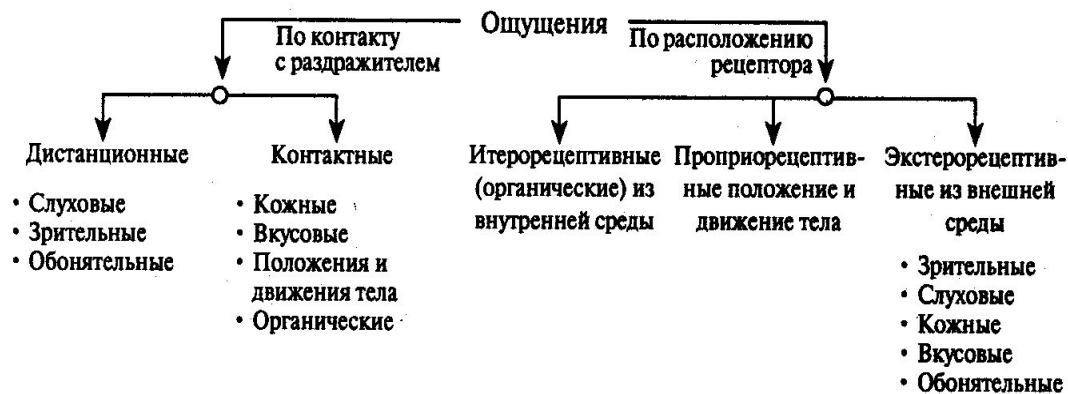 Ощущения
По контакту
с раздражителем
По расположению
рецептора
Дистанционные
• Слуховые
• Зрительные
• Обонятельные
Контактные
• Кожные
• Вкусовые
• Положения и
движения тела
• Органические
Итерорецептивные
(органические) из
внутренней среды
Проприорецептив-
ные положение и
движение тела
Экстерорецептив-
ные из внешней
среды
• Зрительные
• Слуховые
• Кожные
• Вкусовые
• Обонятельные